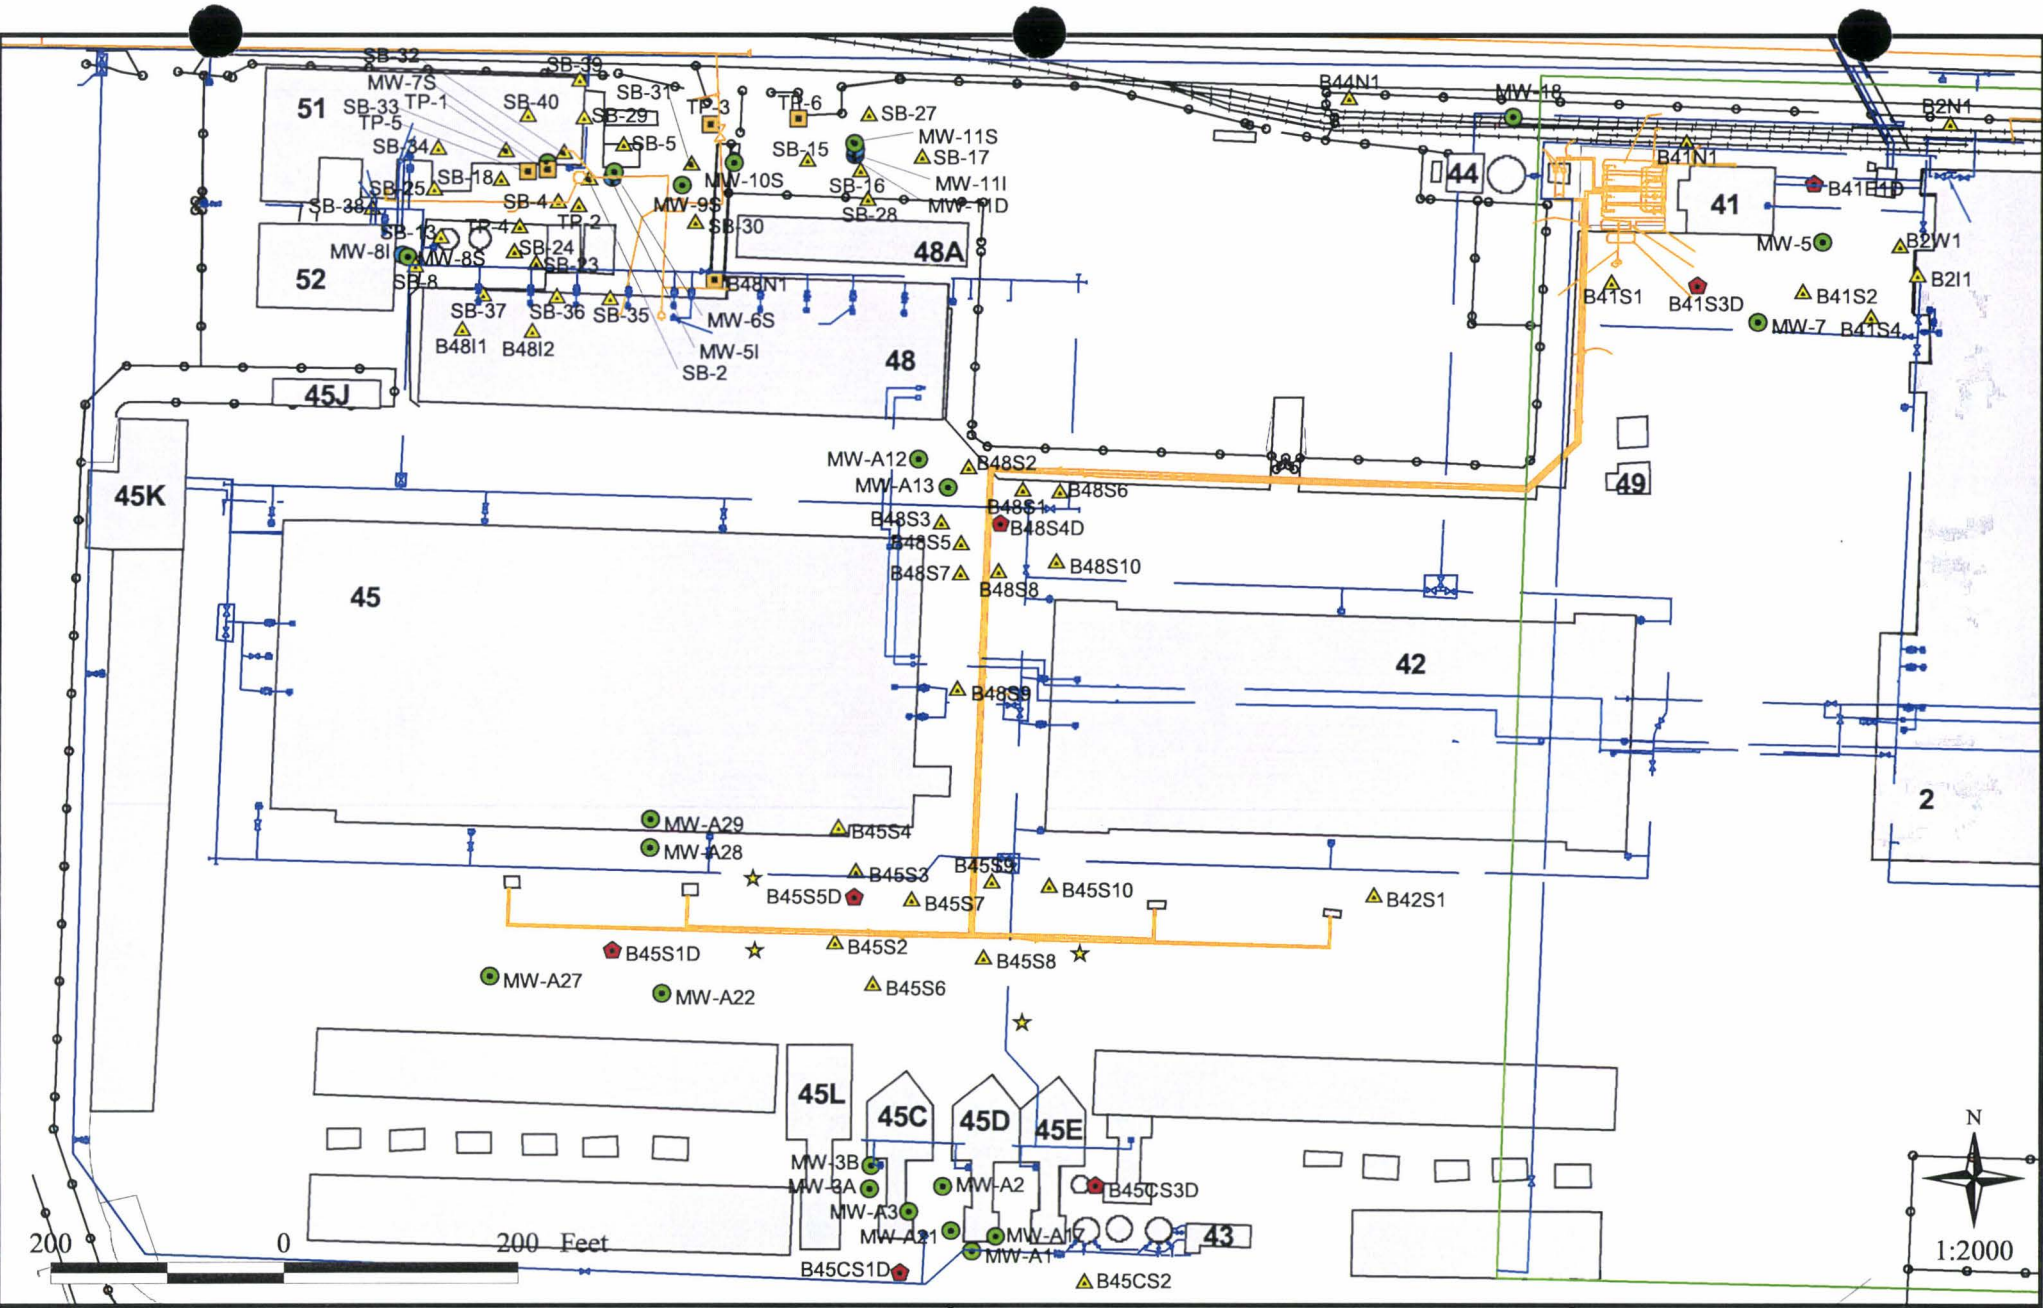 SB-32
SB-39
MW-7S
SB-31
B44N1
MW-18
51
SB-33
TP-1
SB-40
TP-3
TP-6
SB-27
B2N1
TP-5
SB-29
MW-11S
SB-34
SB-5
SB-15
SB-17
B41N1
SB-25
SB-18
MW-10S
SB-16
MW-11I
44
B41E1D
SB-38
SB-4
TP-2
MW-9S
SB-28
MW-11D
41
SB-13
TP-4
SB-30
MW-5
B2W1
MW-8I
MW-8S
SB-24
48A
SB-23
52
SB-8
B48N1
B2I1
SB-37
SB-36
SB-35
MW-6S
B41S1
B41S3D
B41S2
B48I1
B48I2
MW-5I
MW-7
B41S4
SB-2
48
45J
MW-A12
B48S2
45K
MW-A13
B48S6
49
B48S1
B48S3
B48S4D
B48S5
B48S7
B48S10
B48S8
45
42
B48S9
2
MW-A29
B45S4
MW-A28
B45S3
B45S9
B45S5D
B45S7
B45S10
B42S1
B45S1D
B45S2
B45S8
MW-A27
MW-A22
B45S6
45L
45C
45D
45E
N
MW-3B
MW-3A
MW-A2
B45CS3D
MW-A3
MW-A21
MW-A17
43
200 0 200 Feet
MW-A1
1:2000
B45CS1D
B45CS2